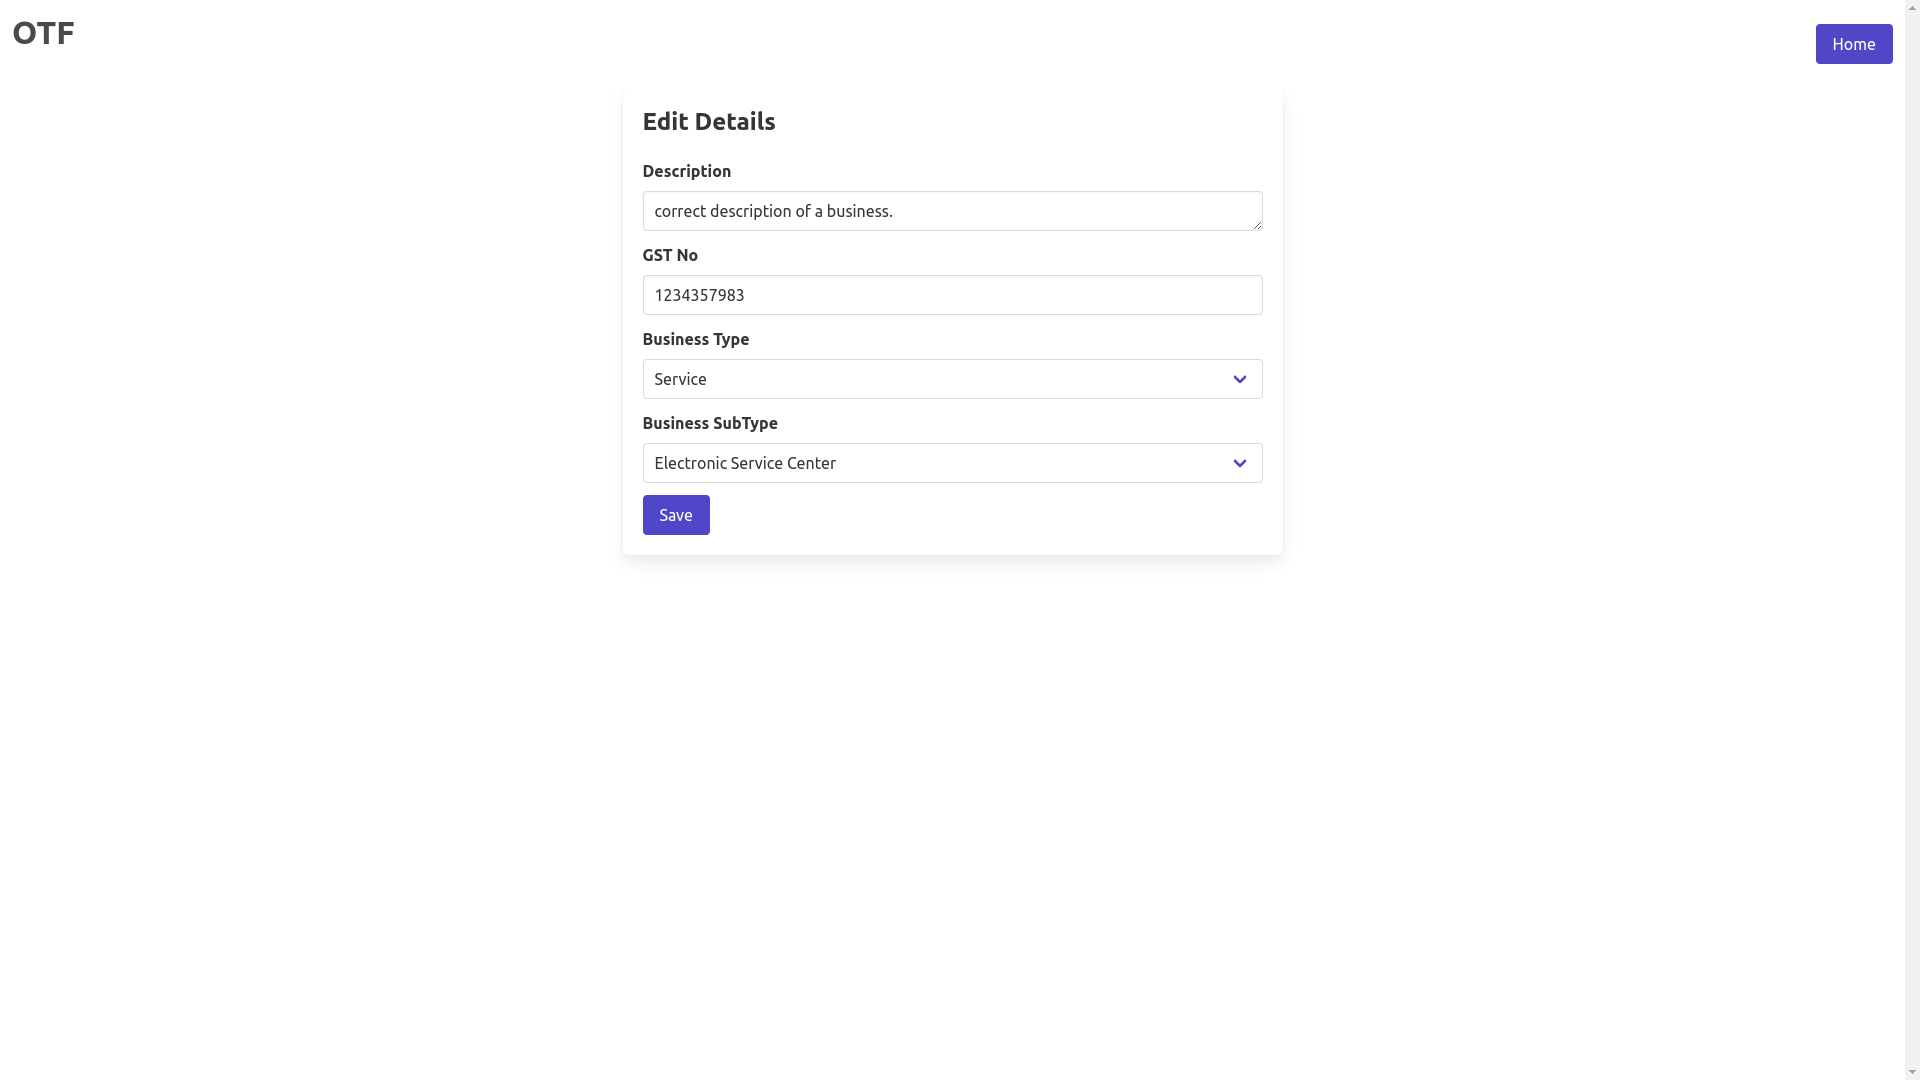 OTF
Home
Edit Details
Description
correct description of a business.
GST No
1234357983
Business Type
Service
Business SubType
Electronic Service Center
Save